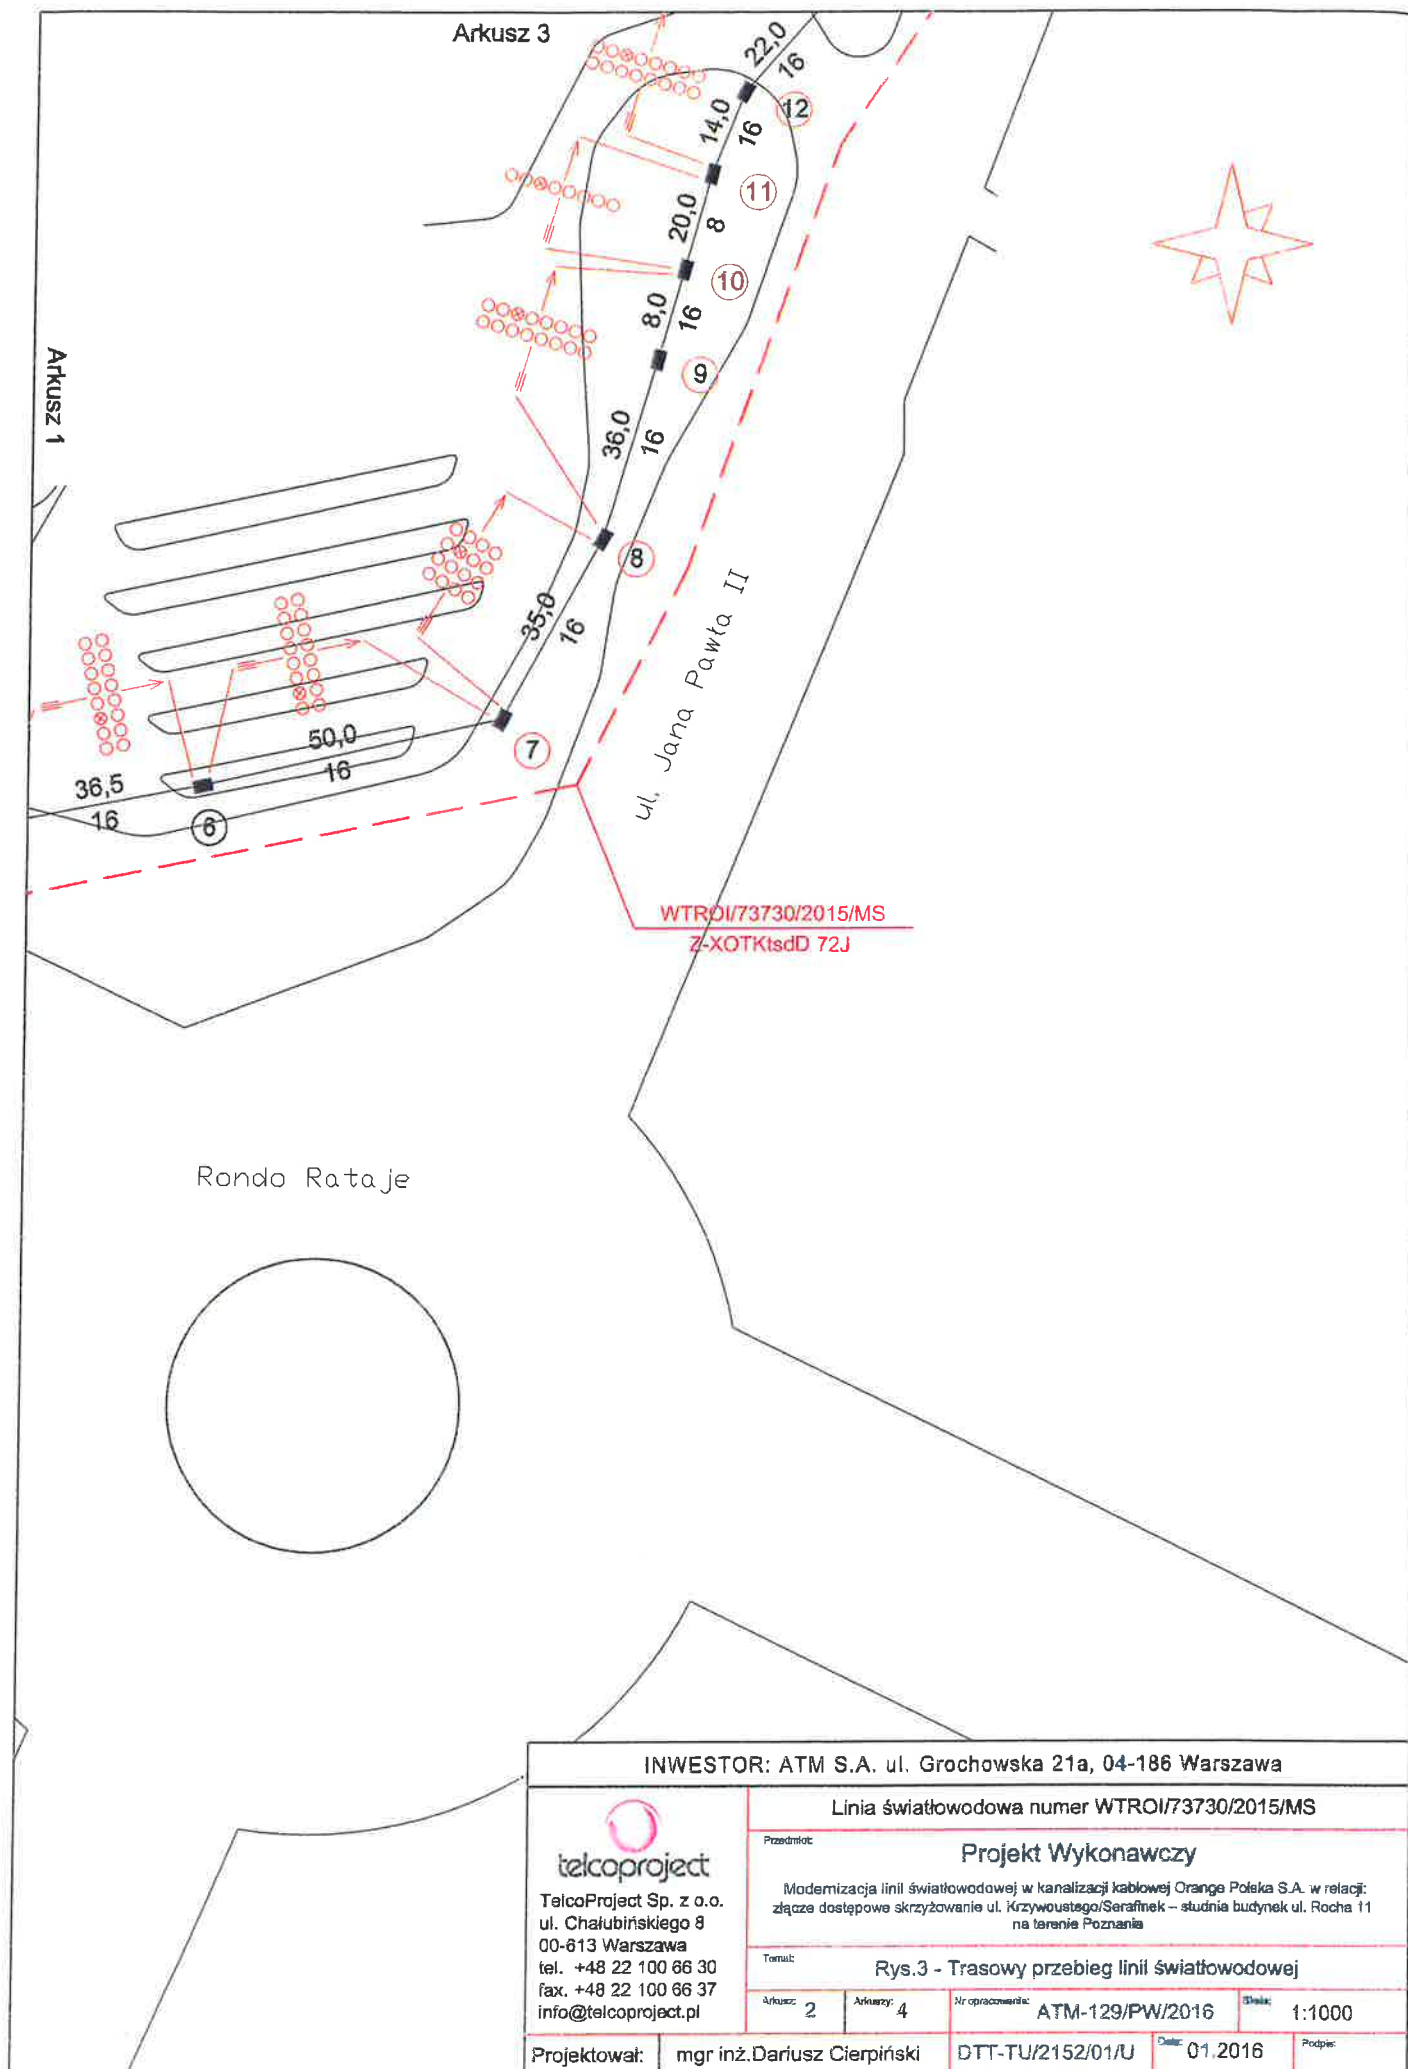 Arkusz 3
22,0
16
12
14,0
16
11
20,0
8
10
8,0
16
9
36,0
16
8
Arkusz 1
35,0
16
7
50,0
16
36,5
16
6
ul. Jana Pawła II
WTROI/73730/2015/MS
Z-XOTKtsdD 72J
Rondo Rataje
INWESTOR: ATM S.A. ul. Grochowska 21a, 04-186 Warszawa
telcoproject
TelcoProject Sp. z o.o.
ul. Chałubińskiego 8
00-613 Warszawa
tel. +48 22 100 66 30
fax. +48 22 100 66 37
info@telcoproject.pl
Linia światłowodowa numer WTROI/73730/2015/MS
Przedmiot:
Projekt Wykonawczy
Modernizacja linii światłowodowej w kanalizacji kablowej Orange Polska S.A. w relacji:
złącze dostępowe skrzyżowanie ul. Krzywoustego/Serafinek – studnia budynek ul. Rocha 11
na terenie Poznania
Temat:
Rys.3 - Trasowy przebieg linii światłowodowej
Arkusz: 2
Arkuszy: 4
Nr opracowania: ATM-129/PW/2016
Skala: 1:1000
Projektował: mgr inż.Dariusz Cierpiński
DTT-TU/2152/01/U
Data: 01.2016
Podpis: